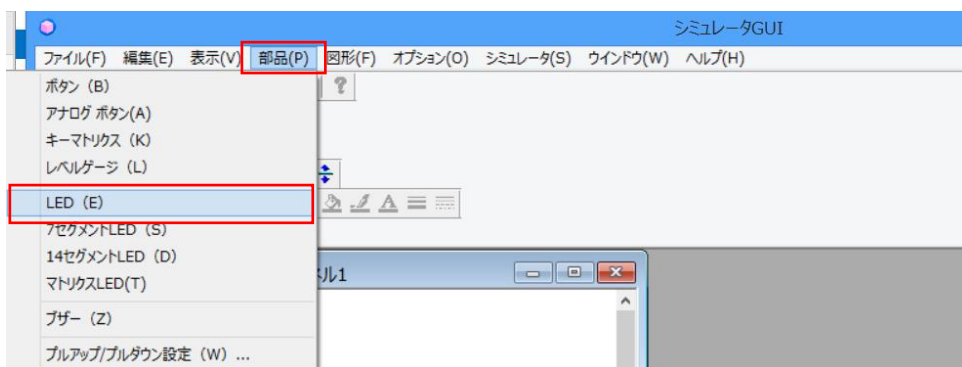 シミュレータGUI
ファイル(F) 編集(E) 表示(V) 部品(P) 図形(F) オプション(O) シミュレータ(S) ウインドウ(W) ヘルプ(H)
ボタン (B)
?
アナログ ボタン(A)
キーマトリクス (K)
レベルゲージ (L)
LED (E)
A
7セグメントLED (S)
14セグメントLED (D)
ネル1
マトリクスLED(T)
ブザー (Z)
プルアップ/プルダウン設定 (W) ...